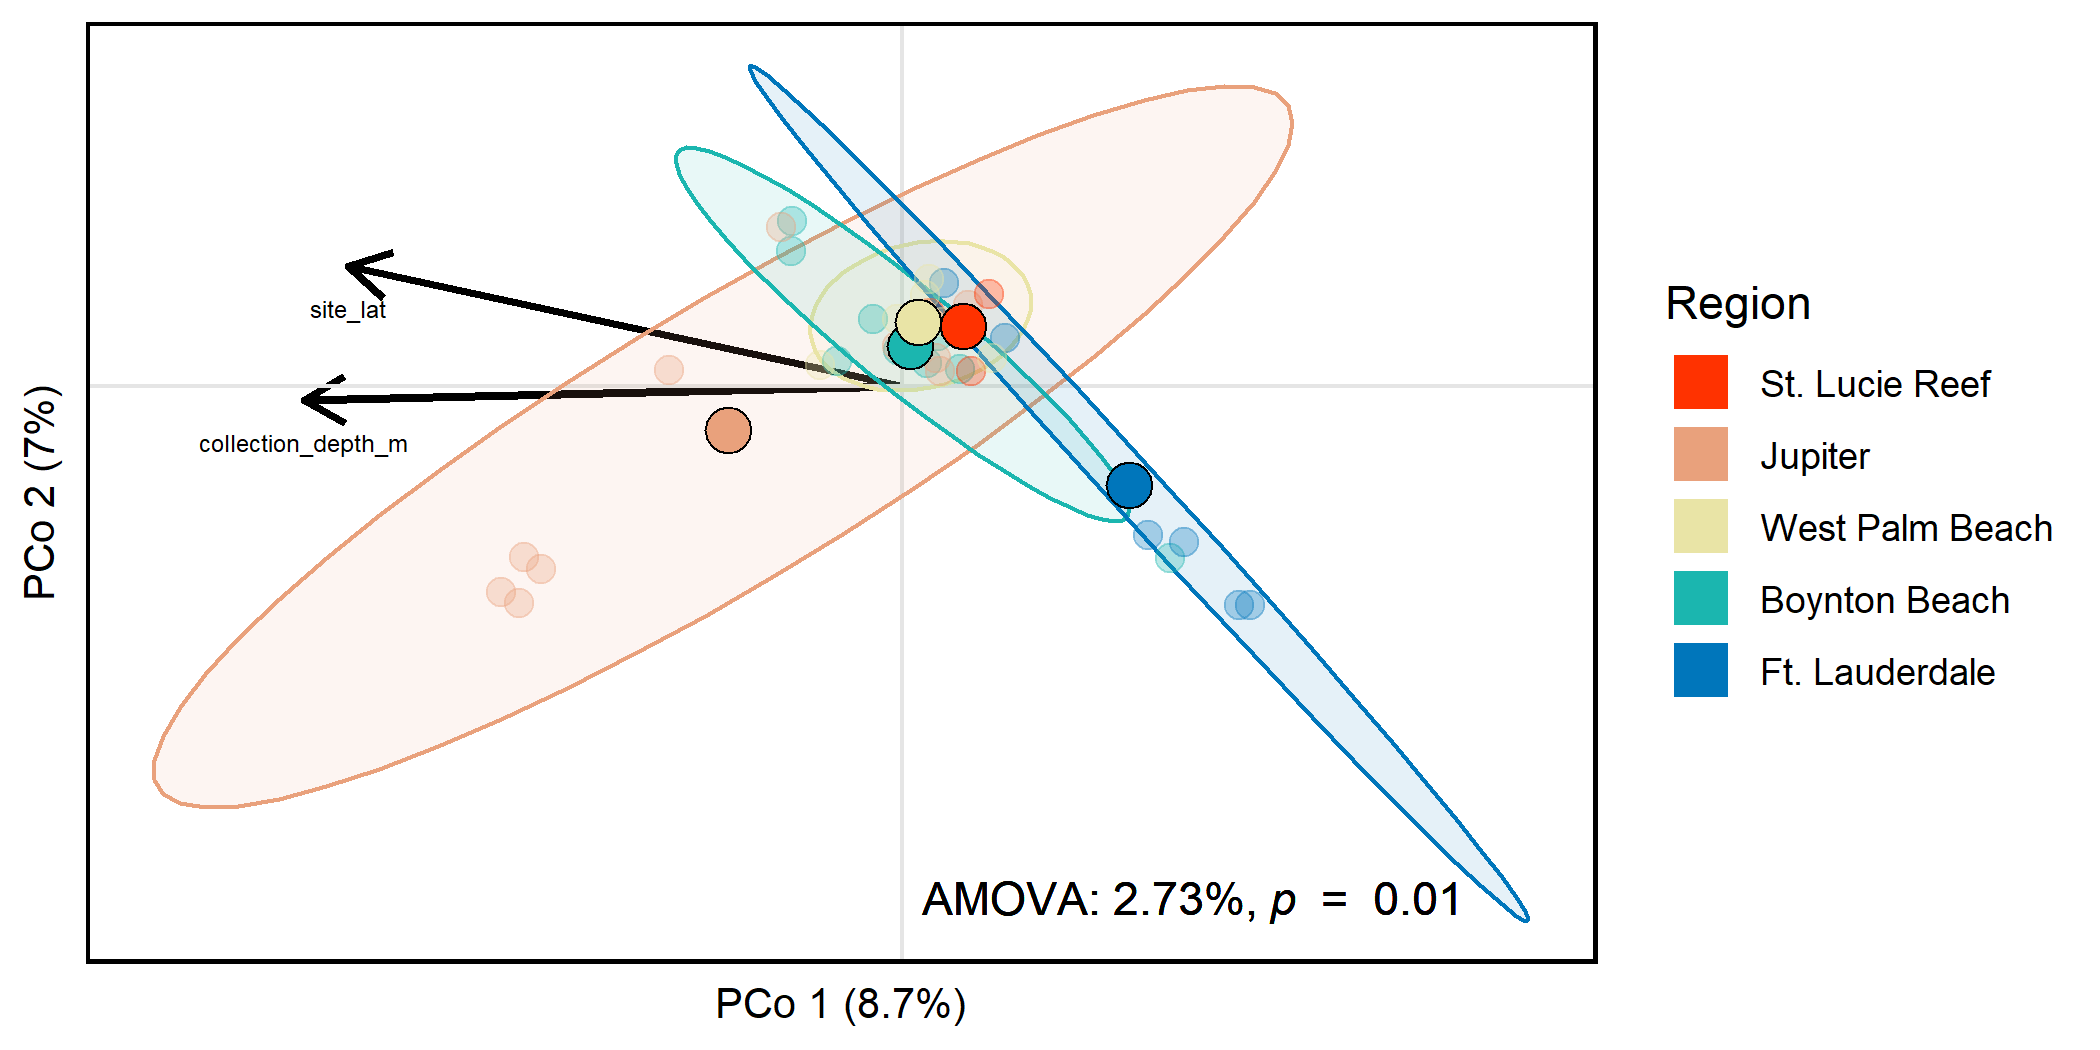 site_lat
collection_depth_m
AMOVA: 2.73%, p = 0.01
PCo 2 (7%)
PCo 1 (8.7%)
Region
St. Lucie Reef
Jupiter
West Palm Beach
Boynton Beach
Ft. Lauderdale